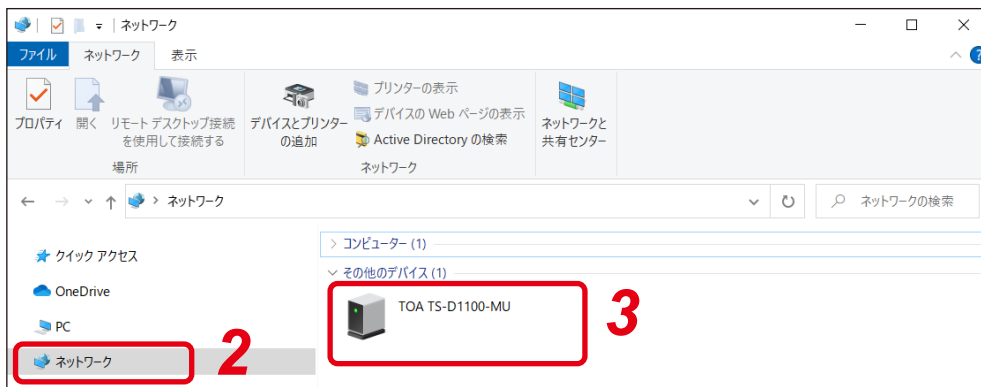 ネットワーク
ファイル ネットワーク 表示
プロパティ 開く リモート デスクトップ接続を使用して接続する デバイスとプリンターの追加 プリンターの表示 ネットワークと共有センター
デバイスの Web ページの表示
Active Directory の検索
場所 ネットワーク
ネットワーク ネットワークの検索
クイック アクセス
OneDrive
PC
ネットワーク
2
コンピューター (1)
その他のデバイス (1)
TOA TS-D1100-MU
3